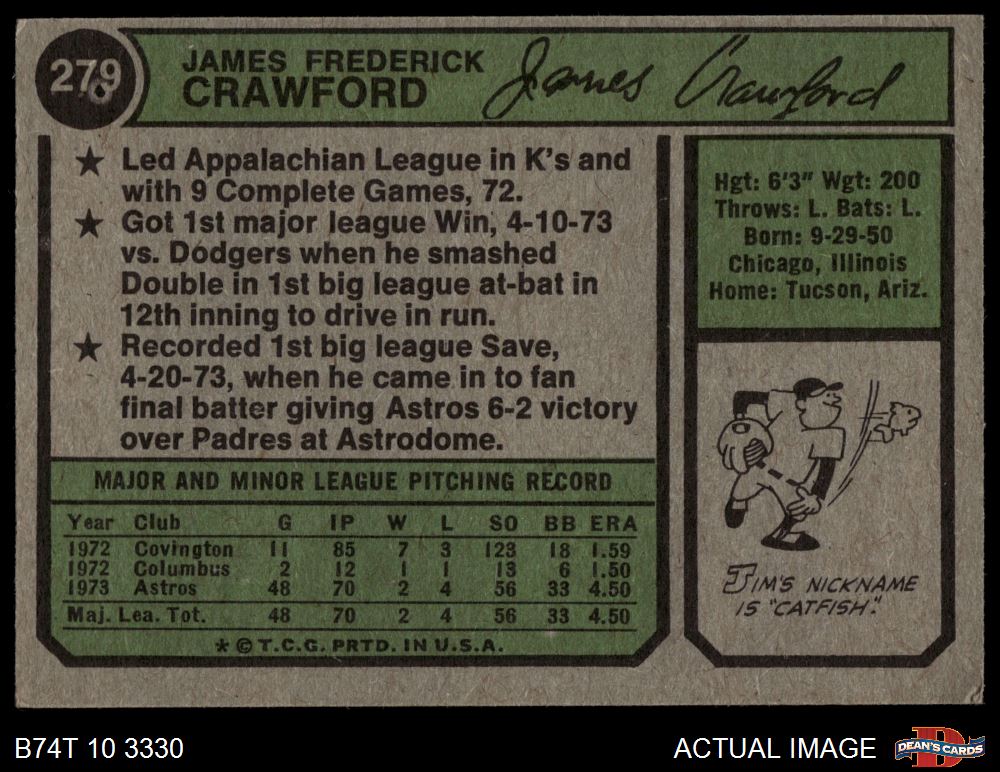 279
JAMES FREDERICK
CRAWFORD
James Crawford
★ Led Appalachian League in K's and
with 9 Complete Games, 72.
★ Got 1st major league Win, 4-10-73
vs. Dodgers when he smashed
Double in 1st big league at-bat in
12th inning to drive in run.
★ Recorded 1st big league Save,
4-20-73, when he came in to fan
final batter giving Astros 6-2 victory
over Padres at Astrodome.
Hgt: 6'3" Wgt: 200
Throws: L. Bats: L.
Born: 9-29-50
Chicago, Illinois
Home: Tucson, Ariz.
MAJOR AND MINOR LEAGUE PITCHING RECORD
Year Club G IP W L SO BB ERA
1972 Covington 11 85 7 3 123 18 1.59
1972 Columbus 2 12 1 1 13 6 1.50
1973 Astros 48 70 2 4 56 33 4.50
Maj. Lea. Tot. 48 70 2 4 56 33 4.50
* © T.C.G. PRTD. IN U.S.A.
JIM'S NICKNAME
IS "CATFISH".
B74T 10 3330
ACTUAL IMAGE
DEAN'S CARDS